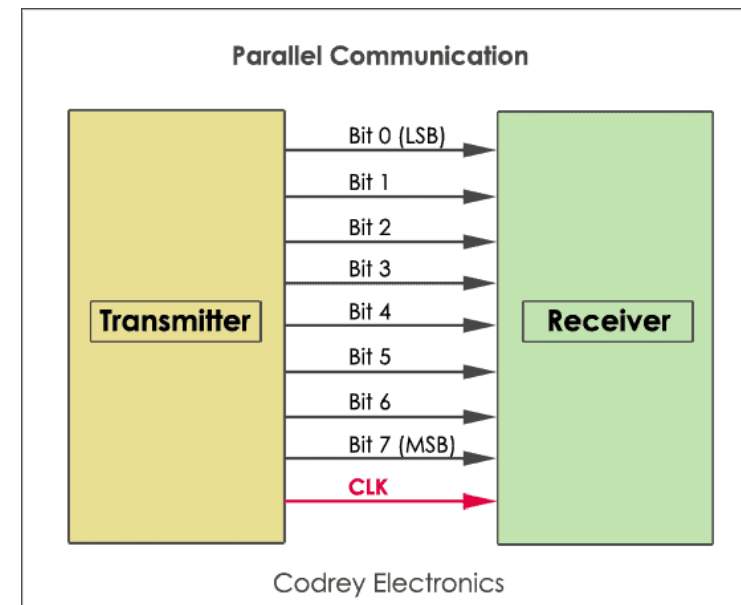 Parallel Communication
Bit 0 (LSB)
Bit 1
Bit 2
Bit 3
Transmitter
Bit 4
Receiver
Bit 5
Bit 6
Bit 7 (MSB)
CLK
Codrey Electronics